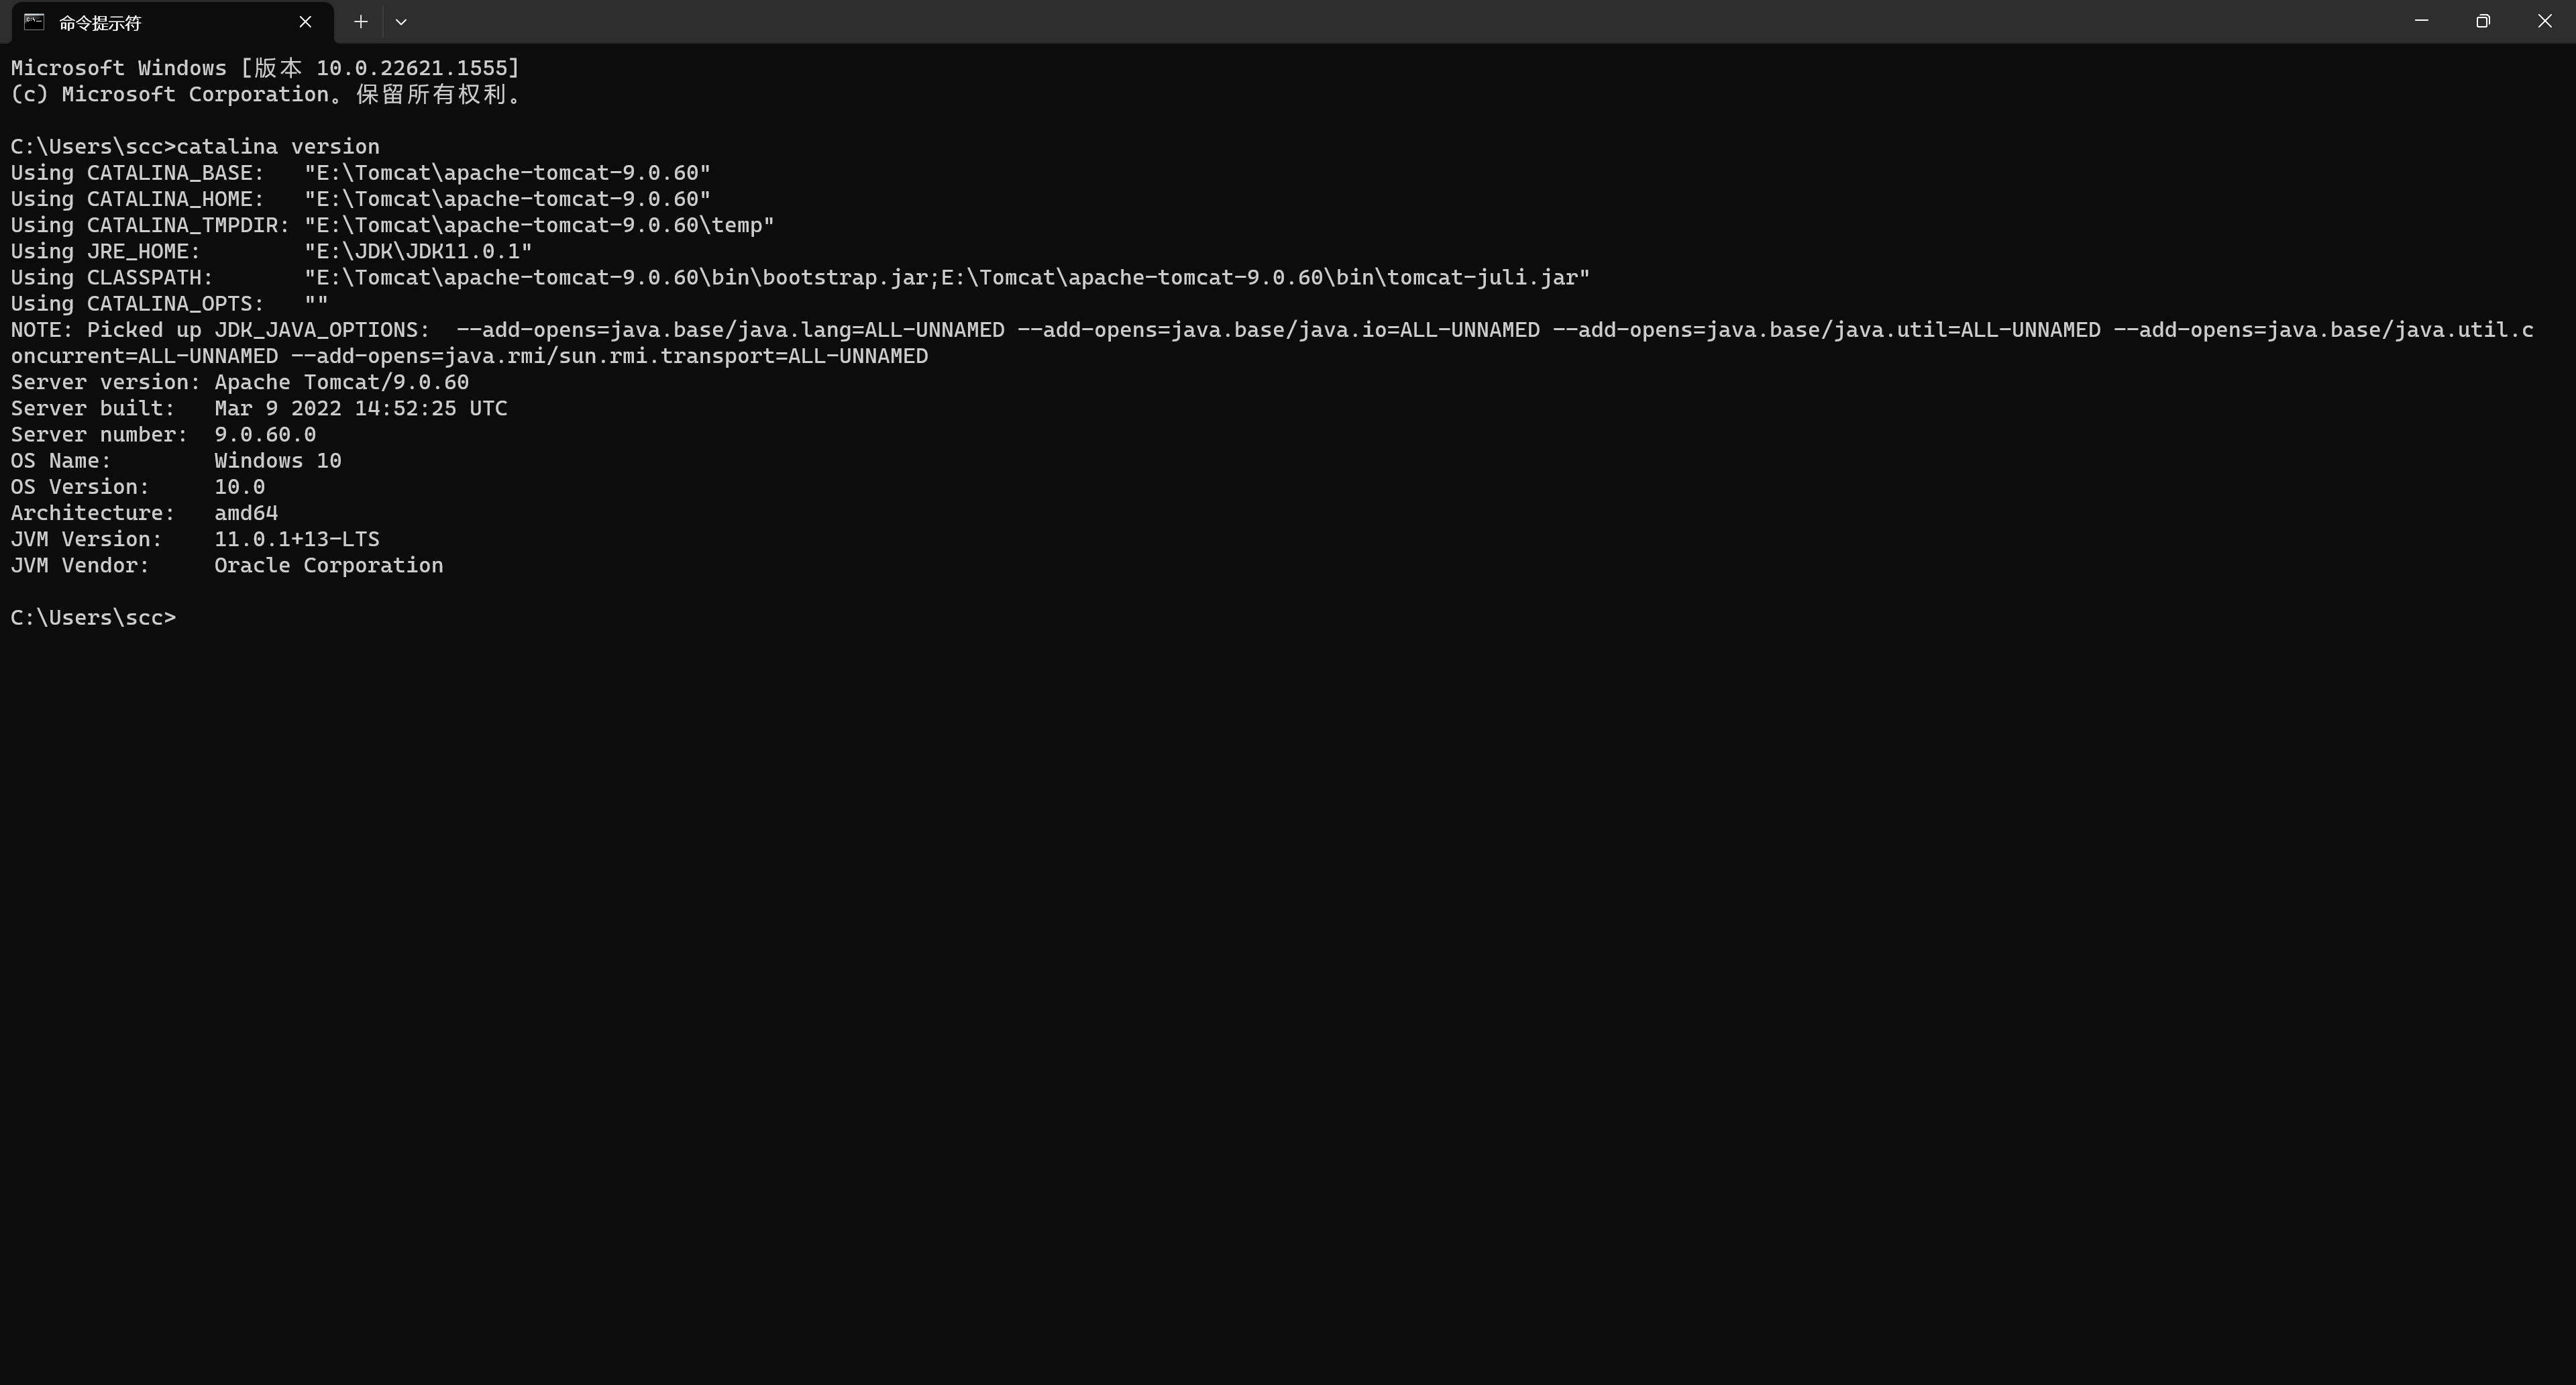 命令提示符
Microsoft Windows [版本 10.0.22621.1555]
(c) Microsoft Corporation。保留所有权利。
C:\Users\scc>catalina version
Using CATALINA_BASE:   "E:\Tomcat\apache-tomcat-9.0.60"
Using CATALINA_HOME:   "E:\Tomcat\apache-tomcat-9.0.60"
Using CATALINA_TMPDIR: "E:\Tomcat\apache-tomcat-9.0.60\temp"
Using JRE_HOME:        "E:\JDK\JDK11.0.1"
Using CLASSPATH:       "E:\Tomcat\apache-tomcat-9.0.60\bin\bootstrap.jar;E:\Tomcat\apache-tomcat-9.0.60\bin\tomcat-juli.jar"
Using CATALINA_OPTS:   ""
NOTE: Picked up JDK_JAVA_OPTIONS:  --add-opens=java.base/java.lang=ALL-UNNAMED --add-opens=java.base/java.io=ALL-UNNAMED --add-opens=java.base/java.util=ALL-UNNAMED --add-opens=java.base/java.util.c
oncurrent=ALL-UNNAMED --add-opens=java.rmi/sun.rmi.transport=ALL-UNNAMED
Server version: Apache Tomcat/9.0.60
Server built:   Mar 9 2022 14:52:25 UTC
Server number:  9.0.60.0
OS Name:        Windows 10
OS Version:     10.0
Architecture:   amd64
JVM Version:    11.0.1+13-LTS
JVM Vendor:     Oracle Corporation
C:\Users\scc>